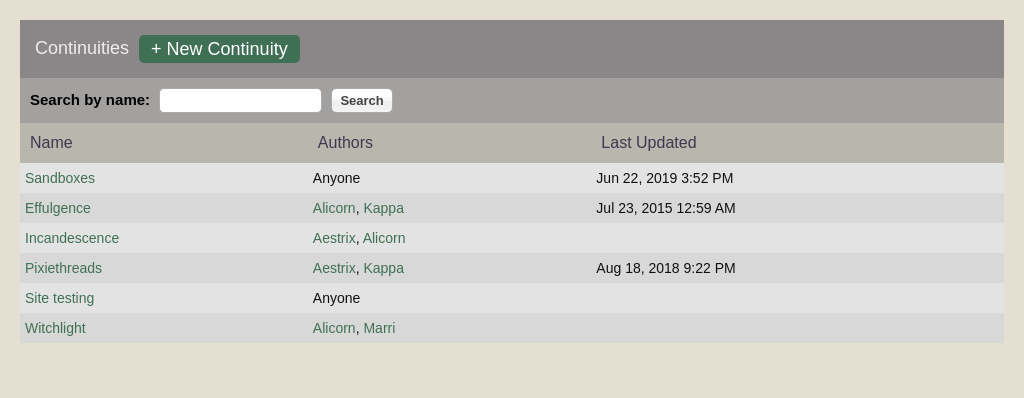 Continuities + New Continuity
Search by name: Search
Name Authors Last Updated
Sandboxes Anyone Jun 22, 2019 3:52 PM
Effulgence Alicorn, Kappa Jul 23, 2015 12:59 AM
Incandescence Aestrix, Alicorn
Pixiethreads Aestrix, Kappa Aug 18, 2018 9:22 PM
Site testing Anyone
Witchlight Alicorn, Marri